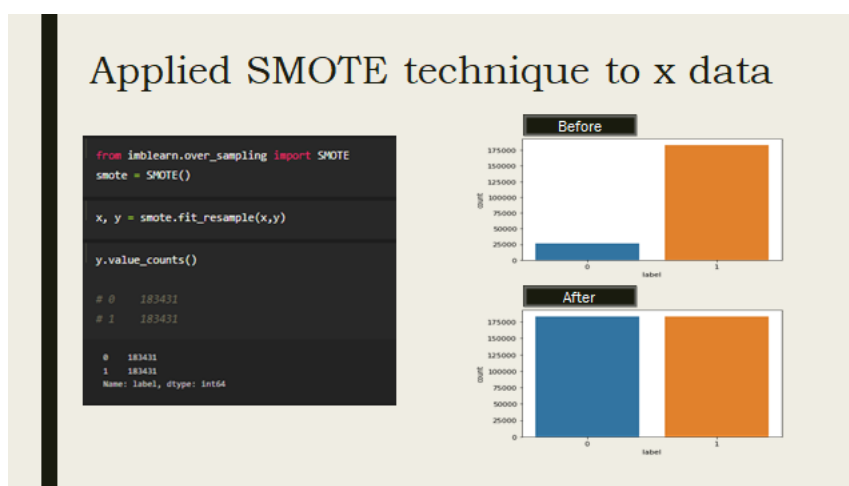 Applied SMOTE technique to x data
from imblearn.over_sampling import SMOTE
smote = SMOTE()
x, y = smote.fit_resample(x,y)
y.value_counts()
# 0    183431
# 1    183431
0    183431
1    183431
Name: label, dtype: int64
Before
175000
150000
125000
100000
75000
50000
25000
0
count
0 1
label
After
175000
150000
125000
100000
75000
50000
25000
0
count
0 1
label